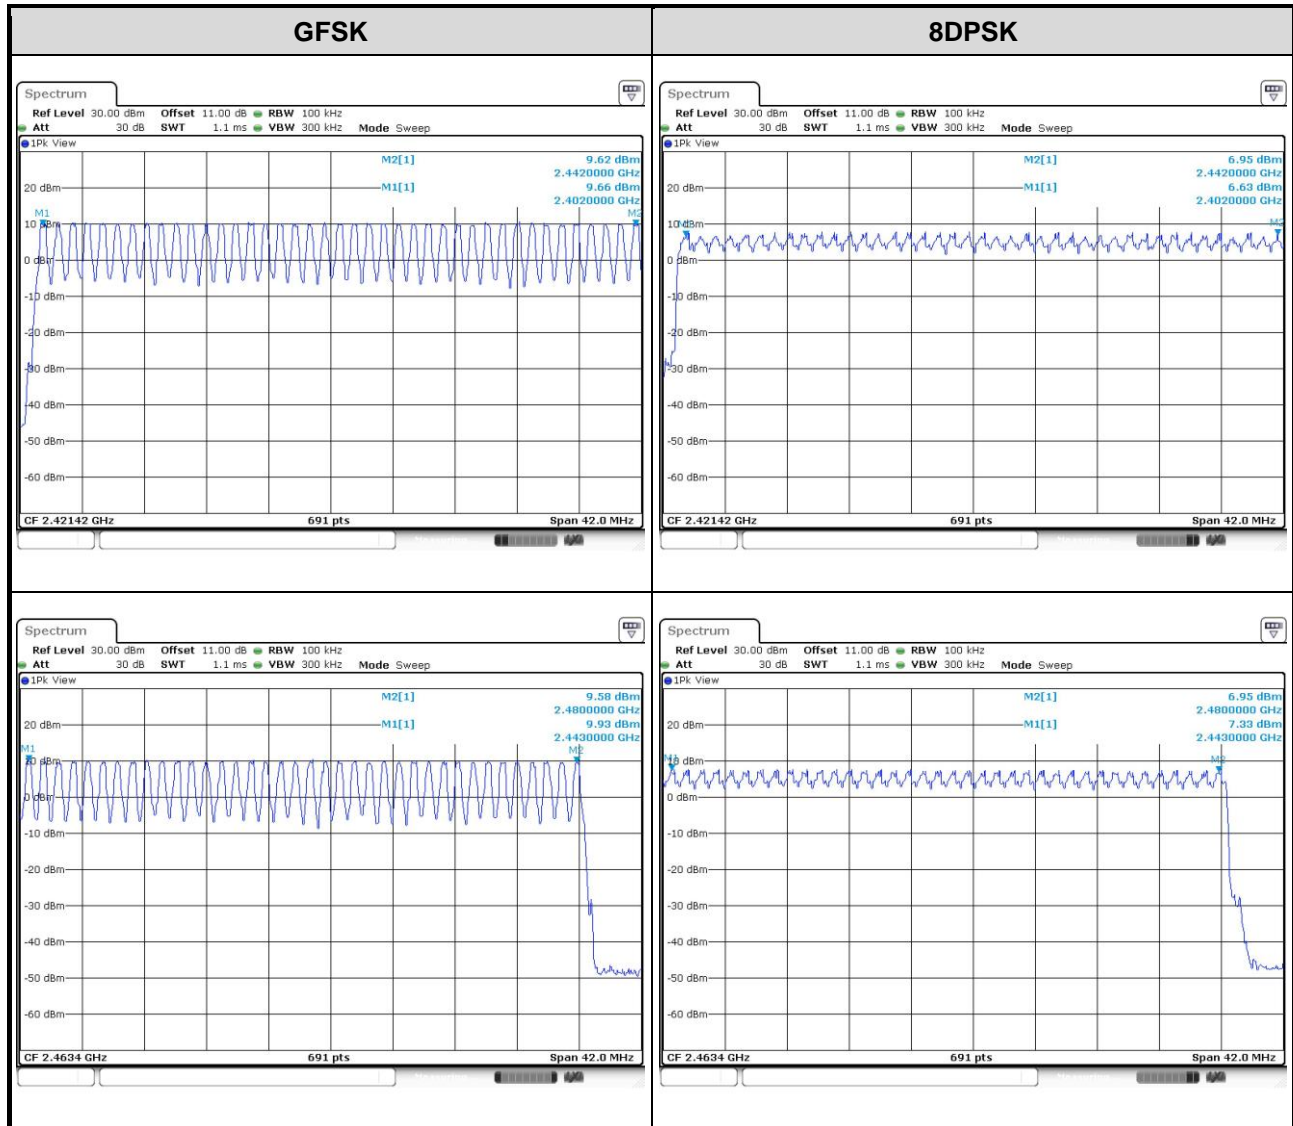 GFSK
8DPSK
Spectrum
Ref Level 30.00 dBm Offset 11.00 dB RBW 100 kHz
Att 30 dB SWT 1.1 ms VBW 300 kHz Mode Sweep
1Pk View
M2[1] 9.62 dBm
2.4420000 GHz
20 dBm
M1[1] 9.66 dBm
2.4020000 GHz
M1
M2
10 dBm
0 dBm
-10 dBm
-20 dBm
-30 dBm
-40 dBm
-50 dBm
-60 dBm
CF 2.42142 GHz 691 pts Span 42.0 MHz
Spectrum
Ref Level 30.00 dBm Offset 11.00 dB RBW 100 kHz
Att 30 dB SWT 1.1 ms VBW 300 kHz Mode Sweep
1Pk View
M2[1] 6.95 dBm
2.4420000 GHz
20 dBm
M1[1] 6.63 dBm
2.4020000 GHz
M1
M2
10 dBm
0 dBm
-10 dBm
-20 dBm
-30 dBm
-40 dBm
-50 dBm
-60 dBm
CF 2.42142 GHz 691 pts Span 42.0 MHz
Spectrum
Ref Level 30.00 dBm Offset 11.00 dB RBW 100 kHz
Att 30 dB SWT 1.1 ms VBW 300 kHz Mode Sweep
1Pk View
M2[1] 9.58 dBm
2.4800000 GHz
20 dBm
M1[1] 9.93 dBm
2.4430000 GHz
M1
M2
10 dBm
0 dBm
-10 dBm
-20 dBm
-30 dBm
-40 dBm
-50 dBm
-60 dBm
CF 2.4634 GHz 691 pts Span 42.0 MHz
Spectrum
Ref Level 30.00 dBm Offset 11.00 dB RBW 100 kHz
Att 30 dB SWT 1.1 ms VBW 300 kHz Mode Sweep
1Pk View
M2[1] 6.95 dBm
2.4800000 GHz
20 dBm
M1[1] 7.33 dBm
2.4430000 GHz
M1
M2
10 dBm
0 dBm
-10 dBm
-20 dBm
-30 dBm
-40 dBm
-50 dBm
-60 dBm
CF 2.4634 GHz 691 pts Span 42.0 MHz